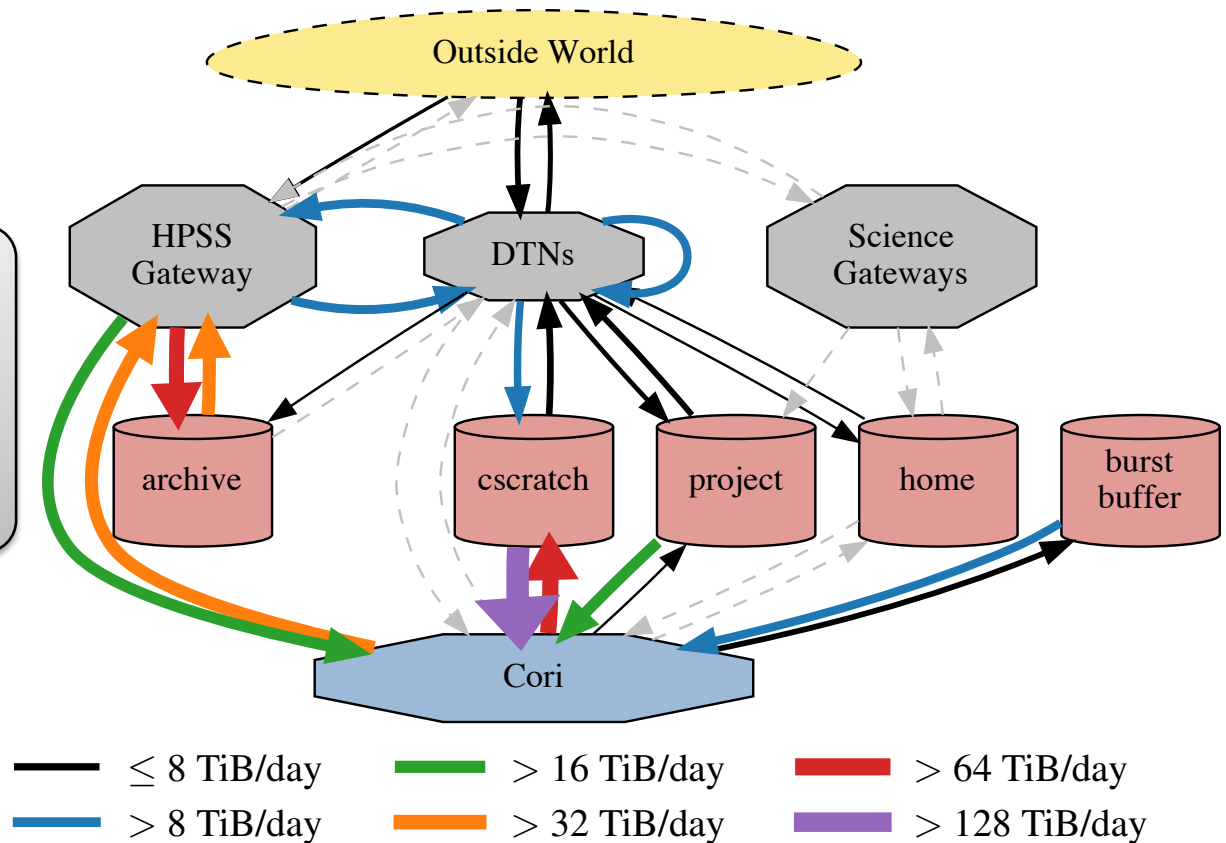 Outside World
HPSS
Gateway
DTNs
Science
Gateways
archive
cscratch
project
home
burst
buffer
Cori
≤ 8 TiB/day
> 16 TiB/day
> 64 TiB/day
> 8 TiB/day
> 32 TiB/day
> 128 TiB/day